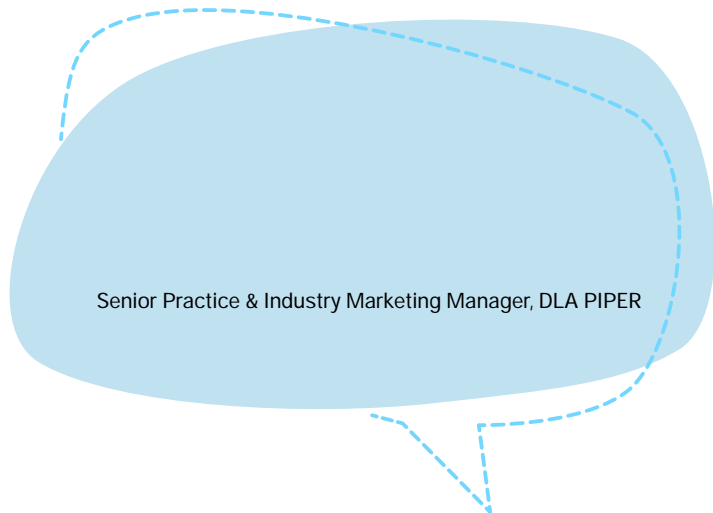 Senior Practice & Industry Marketing Manager, DLA PIPER